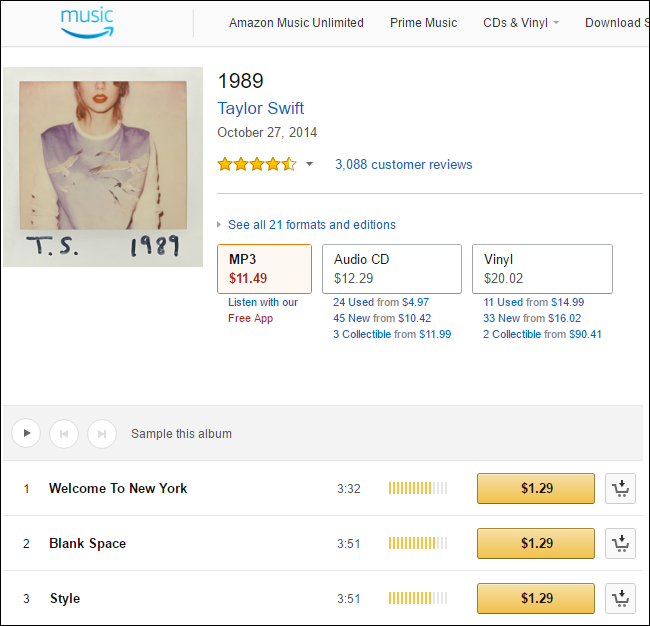 music
Amazon Music Unlimited Prime Music CDs & Vinyl Download S
1989
Taylor Swift
October 27, 2014
3,088 customer reviews
See all 21 formats and editions
MP3
$11.49
Listen with our
Free App
Audio CD
$12.29
24 Used from $4.97
45 New from $10.42
3 Collectible from $11.99
Vinyl
$20.02
11 Used from $14.99
33 New from $16.02
2 Collectible from $90.41
T.S. 1989
Sample this album
1 Welcome To New York 3:32 $1.29
2 Blank Space 3:51 $1.29
3 Style 3:51 $1.29